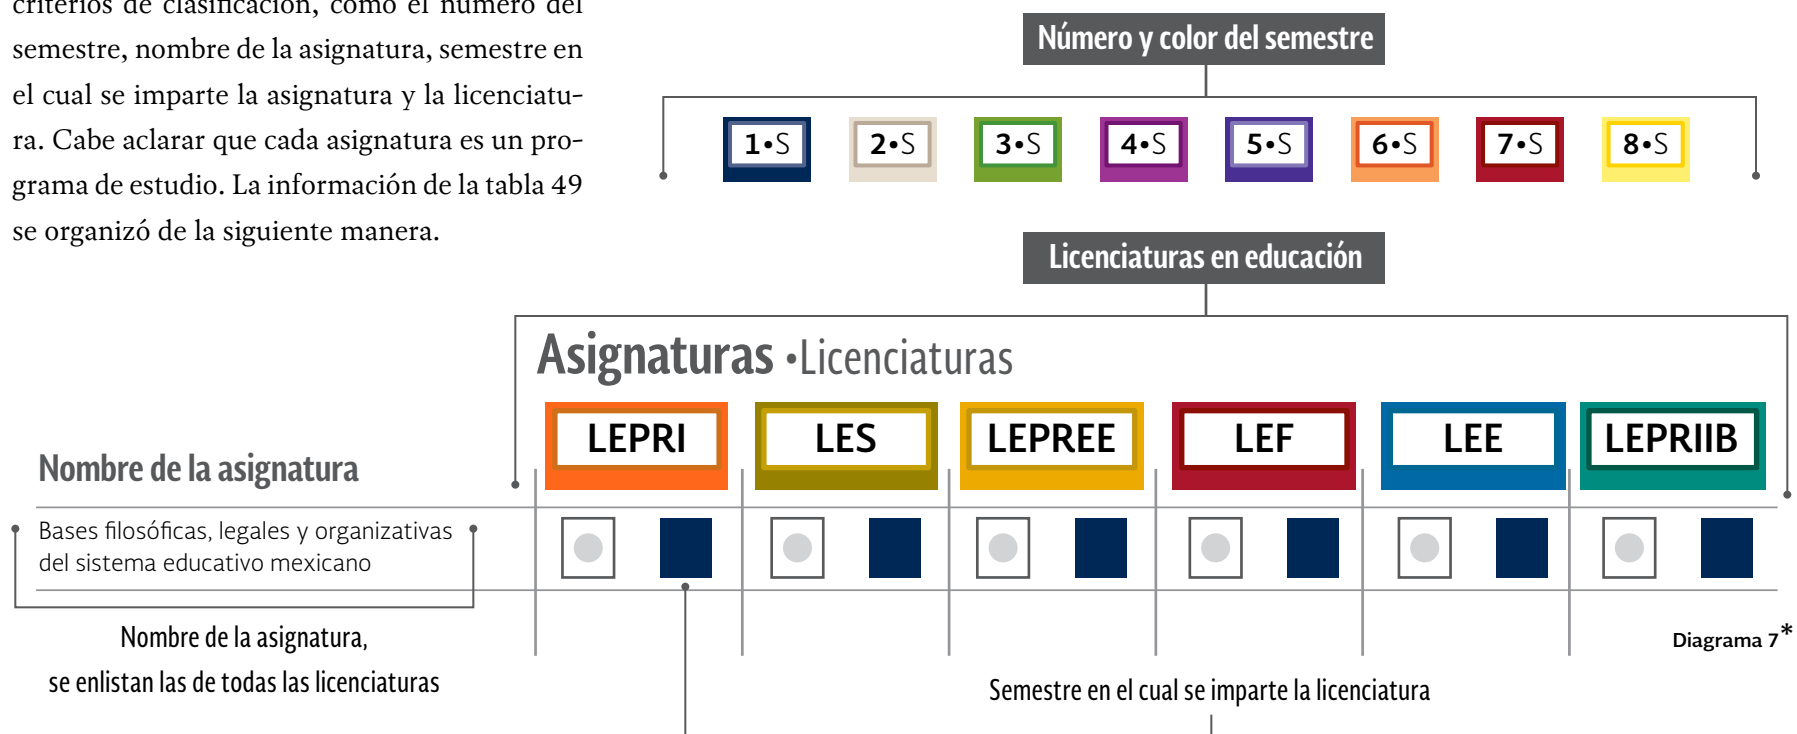 criterios de clasificación, como el número del
semestre, nombre de la asignatura, semestre en
el cual se imparte la asignatura y la licenciatu-
ra. Cabe aclarar que cada asignatura es un pro-
grama de estudio. La información de la tabla 49
se organizó de la siguiente manera.
Número y color del semestre
1•S 2•S 3•S 4•S 5•S 6•S 7•S 8•S
Licenciaturas en educación
Asignaturas •Licenciaturas
LEPRI LES LEPREE LEF LEE LEPRIIB
Nombre de la asignatura
Bases filosóficas, legales y organizativas
del sistema educativo mexicano
Nombre de la asignatura,
se enlistan las de todas las licenciaturas
Diagrama 7*
Semestre en el cual se imparte la licenciatura